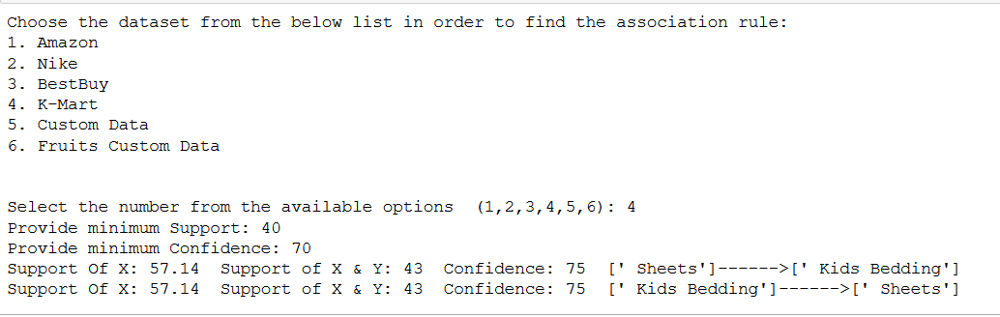 Choose the dataset from the below list in order to find the association rule:
1. Amazon
2. Nike
3. BestBuy
4. K-Mart
5. Custom Data
6. Fruits Custom Data
Select the number from the available options  (1,2,3,4,5,6): 4
Provide minimum Support: 40
Provide minimum Confidence: 70
Support Of X: 57.14  Support of X & Y: 43  Confidence: 75  [' Sheets']------>[' Kids Bedding']
Support Of X: 57.14  Support of X & Y: 43  Confidence: 75  [' Kids Bedding']------>[' Sheets']